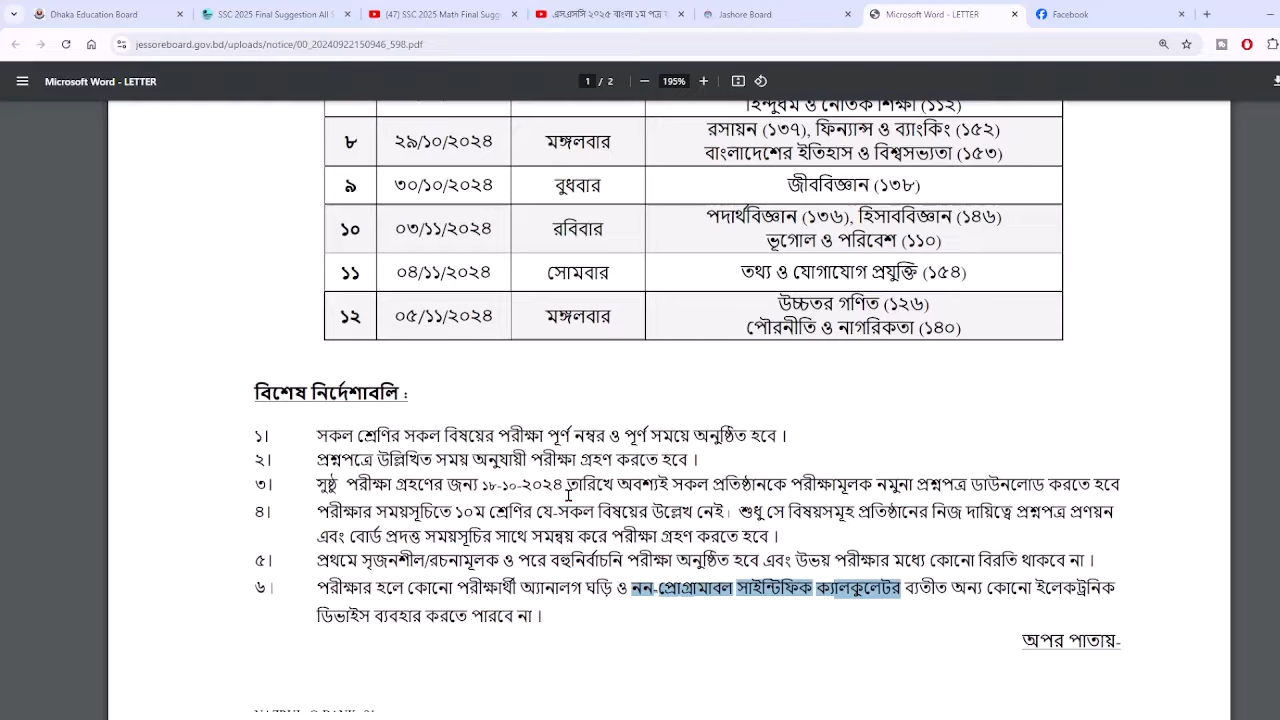 Dhaka Education Board
SSC 2025 Final Suggestion All S
(47) SSC 2025 Math Final Sugg
এসএসসি ২০২৫ বাংলা ১ম পত্র ব
Jashore Board
Microsoft Word - LETTER
Facebook
jessoreboard.gov.bd/uploads/notice/00_20240922150946_598.pdf
Microsoft Word - LETTER
1 / 2
195%
হিন্দুধর্ম ও নৈতিক শিক্ষা (১১২)
৮ ২৯/১০/২০২৪ মঙ্গলবার রসায়ন (১৩৭), ফিন্যান্স ও ব্যাংকিং (১৫২)
বাংলাদেশের ইতিহাস ও বিশ্বসভ্যতা (১৫৩)
৯ ৩০/১০/২০২৪ বুধবার জীববিজ্ঞান (১৩৮)
১০ ০৩/১১/২০২৪ রবিবার পদার্থবিজ্ঞান (১৩৬), হিসাববিজ্ঞান (১৪৬)
ভূগোল ও পরিবেশ (১১০)
১১ ০৪/১১/২০২৪ সোমবার তথ্য ও যোগাযোগ প্রযুক্তি (১৫৪)
১২ ০৫/১১/২০২৪ মঙ্গলবার উচ্চতর গণিত (১২৬)
পৌরনীতি ও নাগরিকতা (১৪০)
বিশেষ নির্দেশাবলি :
১। সকল শ্রেণির সকল বিষয়ের পরীক্ষা পূর্ণ নম্বর ও পূর্ণ সময়ে অনুষ্ঠিত হবে ।
২। প্রশ্নপত্রে উল্লিখিত সময় অনুযায়ী পরীক্ষা গ্রহণ করতে হবে ।
৩। সুষ্ঠু পরীক্ষা গ্রহণের জন্য ১৮-১০-২০২৪ তারিখে অবশ্যই সকল প্রতিষ্ঠানকে পরীক্ষামূলক নমুনা প্রশ্নপত্র ডাউনলোড করতে হবে
৪। পরীক্ষার সময়সূচিতে ১০ম শ্রেণির যে-সকল বিষয়ের উল্লেখ নেই। শুধু সে বিষয়সমূহ প্রতিষ্ঠানের নিজ দায়িত্বে প্রশ্নপত্র প্রণয়ন
এবং বোর্ড প্রদত্ত সময়সূচির সাথে সমন্বয় করে পরীক্ষা গ্রহণ করতে হবে ।
৫। প্রথমে সৃজনশীল/রচনামূলক ও পরে বহুনির্বাচনি পরীক্ষা অনুষ্ঠিত হবে এবং উভয় পরীক্ষার মধ্যে কোনো বিরতি থাকবে না ।
৬। পরীক্ষার হলে কোনো পরীক্ষার্থী অ্যানালগ ঘড়ি ও নন-প্রোগ্রামাবল সাইন্টিফিক ক্যালকুলেটর ব্যতীত অন্য কোনো ইলেকট্রনিক
ডিভাইস ব্যবহার করতে পারবে না ।
অপর পাতায়-